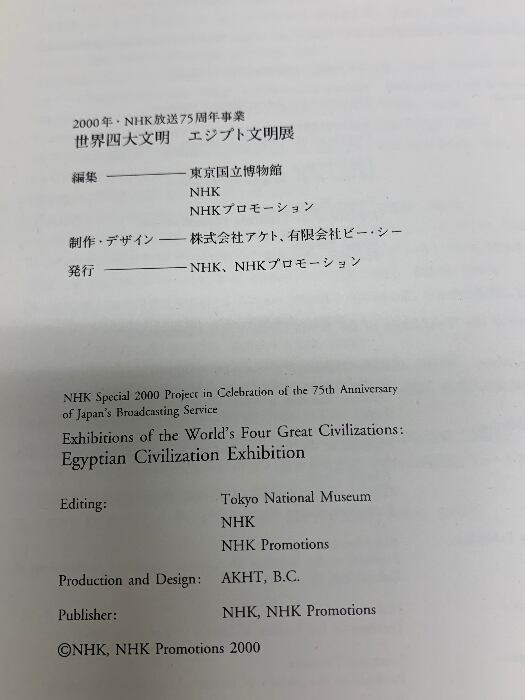 2000年・NHK放送75周年事業
世界四大文明　エジプト文明展
編集 ――――― 東京国立博物館
NHK
NHKプロモーション
制作・デザイン ―― 株式会社アケト、有限会社ビー・シー
発行 ――――― NHK、NHKプロモーション
NHK Special 2000 Project in Celebration of the 75th Anniversary
of Japan's Broadcasting Service
Exhibitions of the World's Four Great Civilizations:
Egyptian Civilization Exhibition
Editing: Tokyo National Museum
NHK
NHK Promotions
Production and Design: AKHT, B.C.
Publisher: NHK, NHK Promotions
©NHK, NHK Promotions 2000